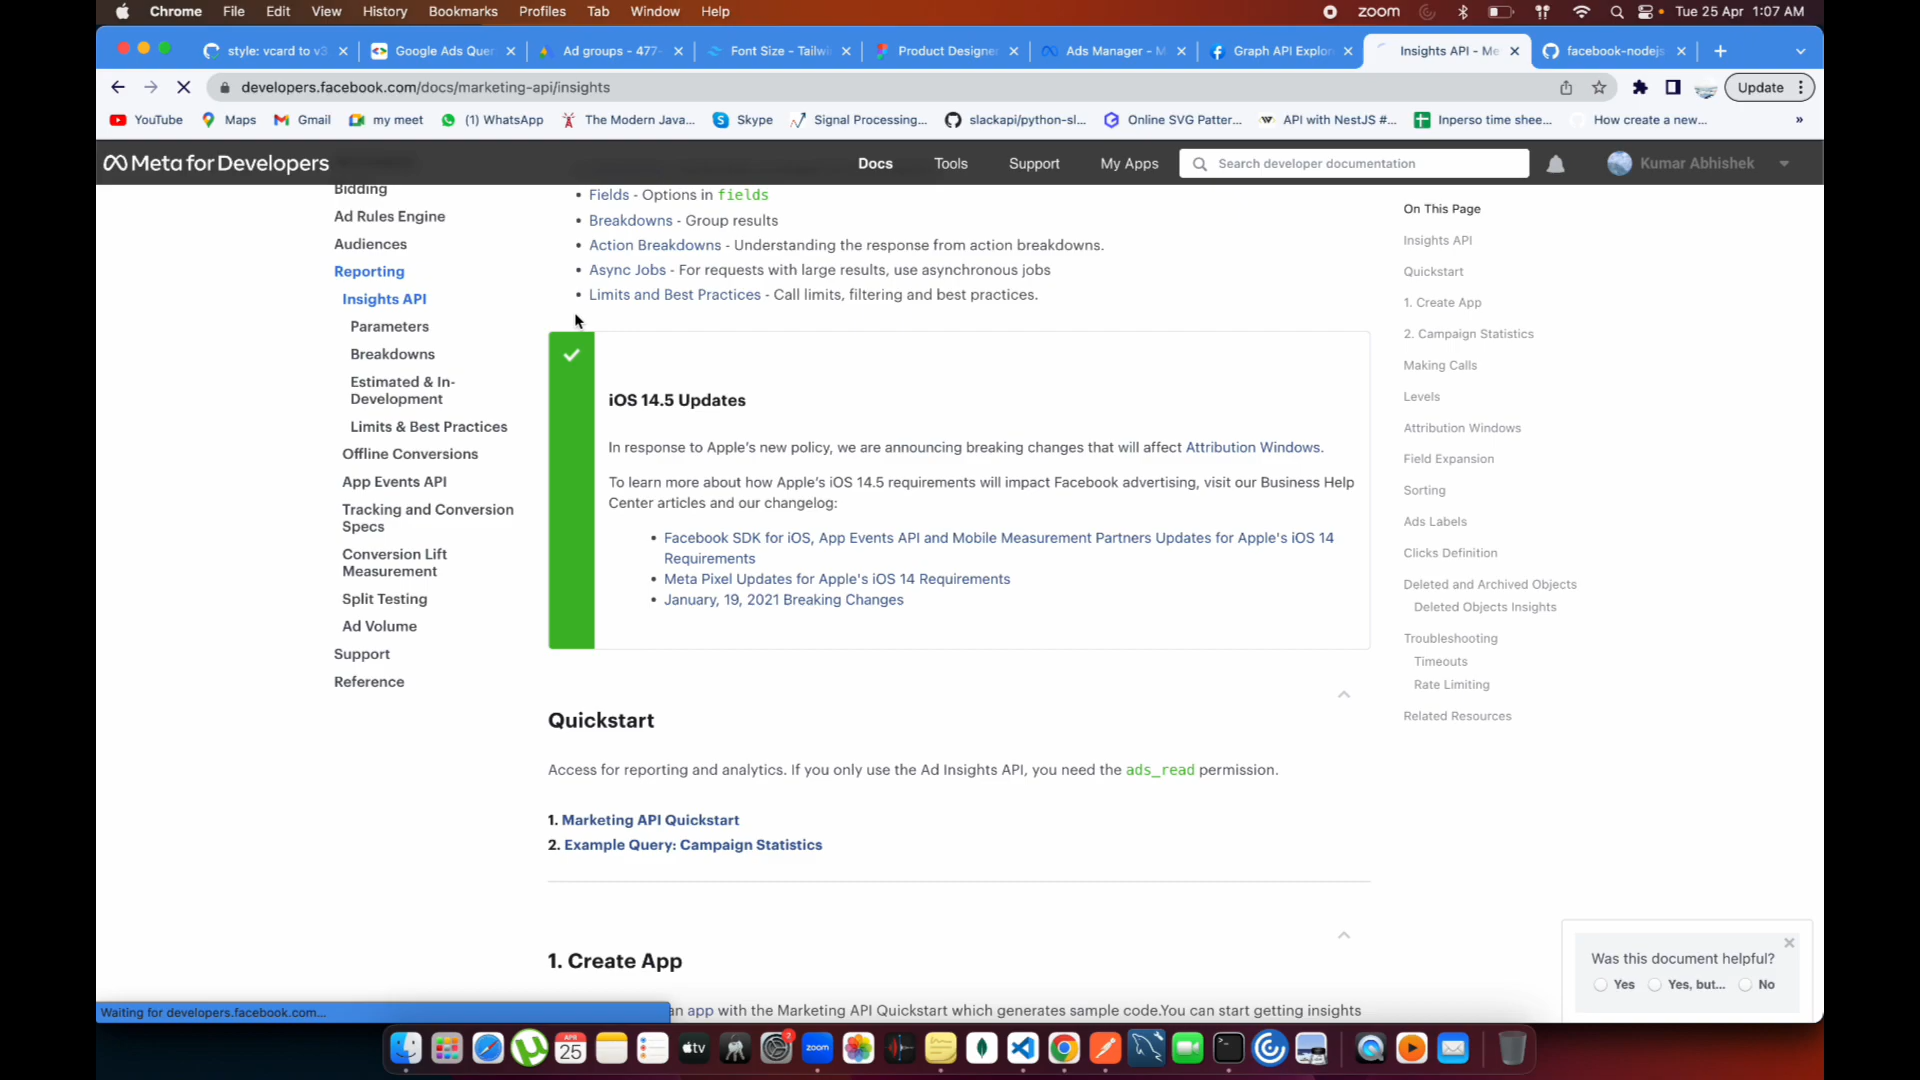 Chrome File Edit View History Bookmarks Profiles Tab Window Help zoom Tue 25 Apr 1:07 AM
style: vcard to v3 Google Ads Que Ad groups - 477- Font Size - Tailwi Product Designe Ads Manager - M Graph API Explor Insights API - Me facebook-nodejs
developers.facebook.com/docs/marketing-api/insights Update
YouTube Maps Gmail my meet (1) WhatsApp The Modern Java... Skype Signal Processing... slackapi/python-sl... Online SVG Patter... API with NestJS #... Inperso time shee... How create a new... »
Meta for Developers Docs Tools Support My Apps Search developer documentation Kumar Abhishek
Bidding
Ad Rules Engine
Audiences
Reporting
Insights API
Parameters
Breakdowns
Estimated & In-
Development
Limits & Best Practices
Offline Conversions
App Events API
Tracking and Conversion
Specs
Conversion Lift
Measurement
Split Testing
Ad Volume
Support
Reference
• Fields - Options in fields
• Breakdowns - Group results
• Action Breakdowns - Understanding the response from action breakdowns.
• Async Jobs - For requests with large results, use asynchronous jobs
• Limits and Best Practices - Call limits, filtering and best practices.
iOS 14.5 Updates
In response to Apple's new policy, we are announcing breaking changes that will affect Attribution Windows.
To learn more about how Apple's iOS 14.5 requirements will impact Facebook advertising, visit our Business Help
Center articles and our changelog:
• Facebook SDK for iOS, App Events API and Mobile Measurement Partners Updates for Apple's iOS 14
Requirements
• Meta Pixel Updates for Apple's iOS 14 Requirements
• January, 19, 2021 Breaking Changes
Quickstart
Access for reporting and analytics. If you only use the Ad Insights API, you need the ads_read permission.
1. Marketing API Quickstart
2. Example Query: Campaign Statistics
1. Create App
an app with the Marketing API Quickstart which generates sample code.You can start getting insights
On This Page
Insights API
Quickstart
1. Create App
2. Campaign Statistics
Making Calls
Levels
Attribution Windows
Field Expansion
Sorting
Ads Labels
Clicks Definition
Deleted and Archived Objects
Deleted Objects Insights
Troubleshooting
Timeouts
Rate Limiting
Related Resources
Was this document helpful?
Yes Yes, but... No
Waiting for developers.facebook.com...
APR
25
tv
2
zoom